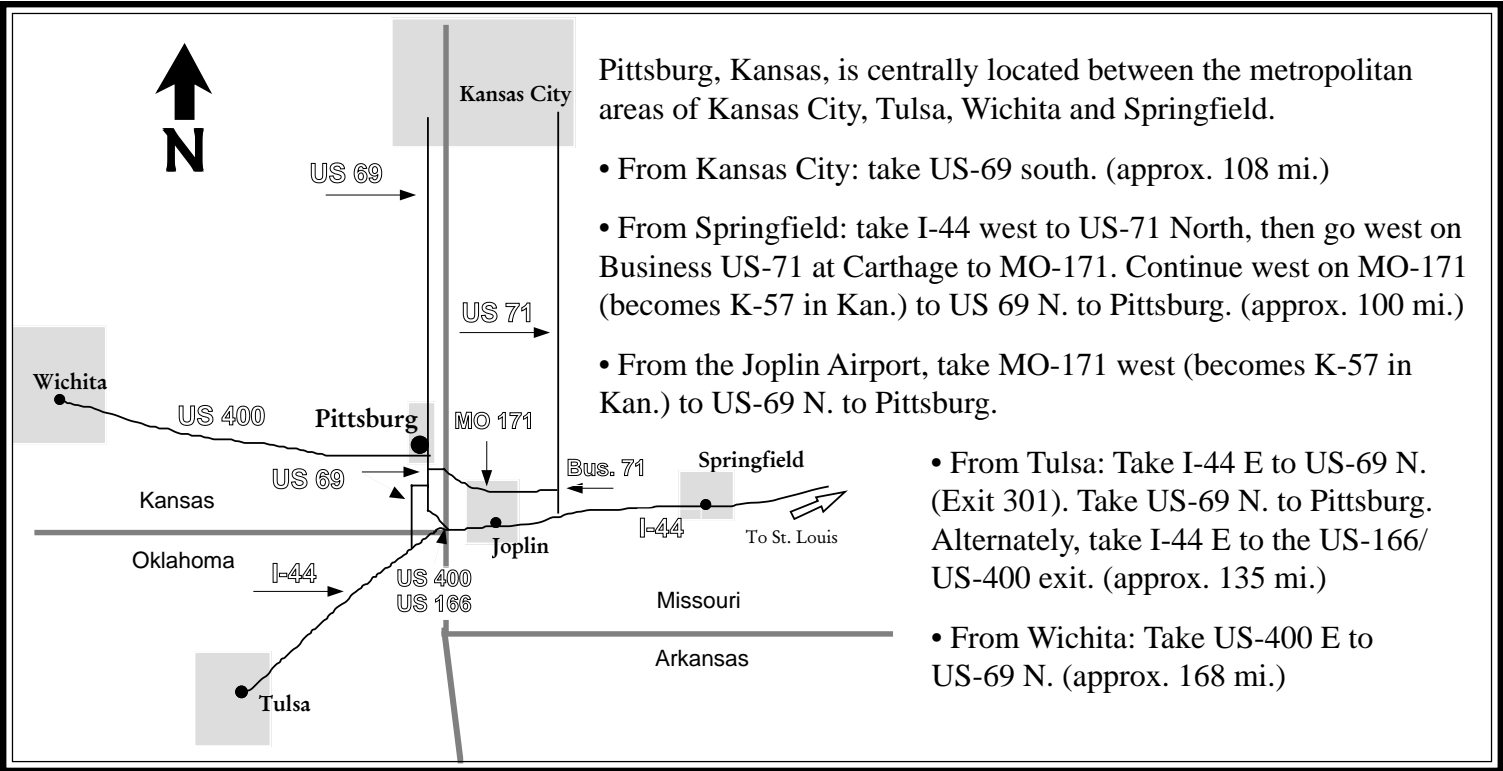 N
Kansas City
US 69
US 71
Wichita
US 400
Pittsburg
MO 171
US 69
Bus. 71
Springfield
Kansas
Joplin
I-44
To St. Louis
Oklahoma
I-44
US 400
US 166
Missouri
Arkansas
Tulsa
Pittsburg, Kansas, is centrally located between the metropolitan
areas of Kansas City, Tulsa, Wichita and Springfield.
• From Kansas City: take US-69 south. (approx. 108 mi.)
• From Springfield: take I-44 west to US-71 North, then go west on
Business US-71 at Carthage to MO-171. Continue west on MO-171
(becomes K-57 in Kan.) to US 69 N. to Pittsburg. (approx. 100 mi.)
• From the Joplin Airport, take MO-171 west (becomes K-57 in
Kan.) to US-69 N. to Pittsburg.
• From Tulsa: Take I-44 E to US-69 N.
(Exit 301). Take US-69 N. to Pittsburg.
Alternately, take I-44 E to the US-166/
US-400 exit. (approx. 135 mi.)
• From Wichita: Take US-400 E to
US-69 N. (approx. 168 mi.)